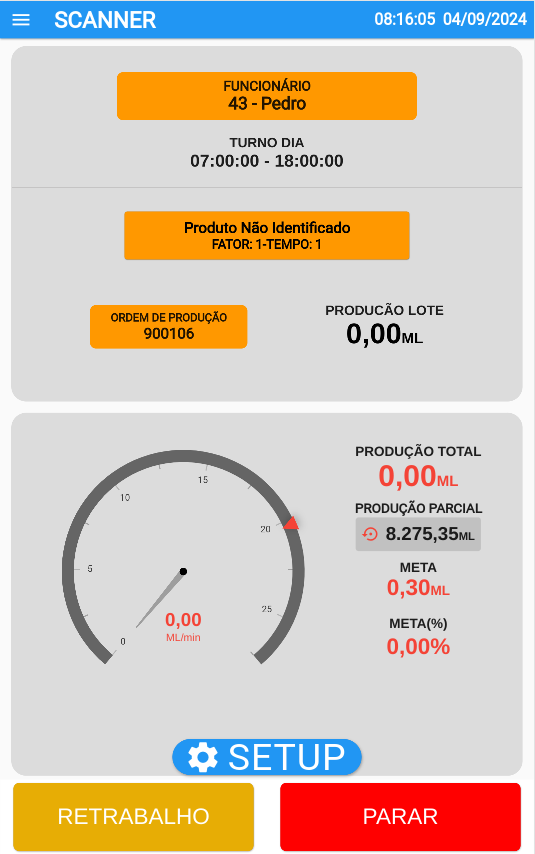 SCANNER
08:16:05 04/09/2024
FUNCIONÁRIO
43 - Pedro
TURNO DIA
07:00:00 - 18:00:00
Produto Não Identificado
FATOR: 1-TEMPO: 1
ORDEM DE PRODUÇÃO
900106
PRODUCÃO LOTE
0,00ML
PRODUÇÃO TOTAL
0,00ML
PRODUÇÃO PARCIAL
8.275,35ML
META
0,30ML
META(%)
0,00%
0
5
10
15
20
25
0,00
ML/min
SETUP
RETRABALHO
PARAR